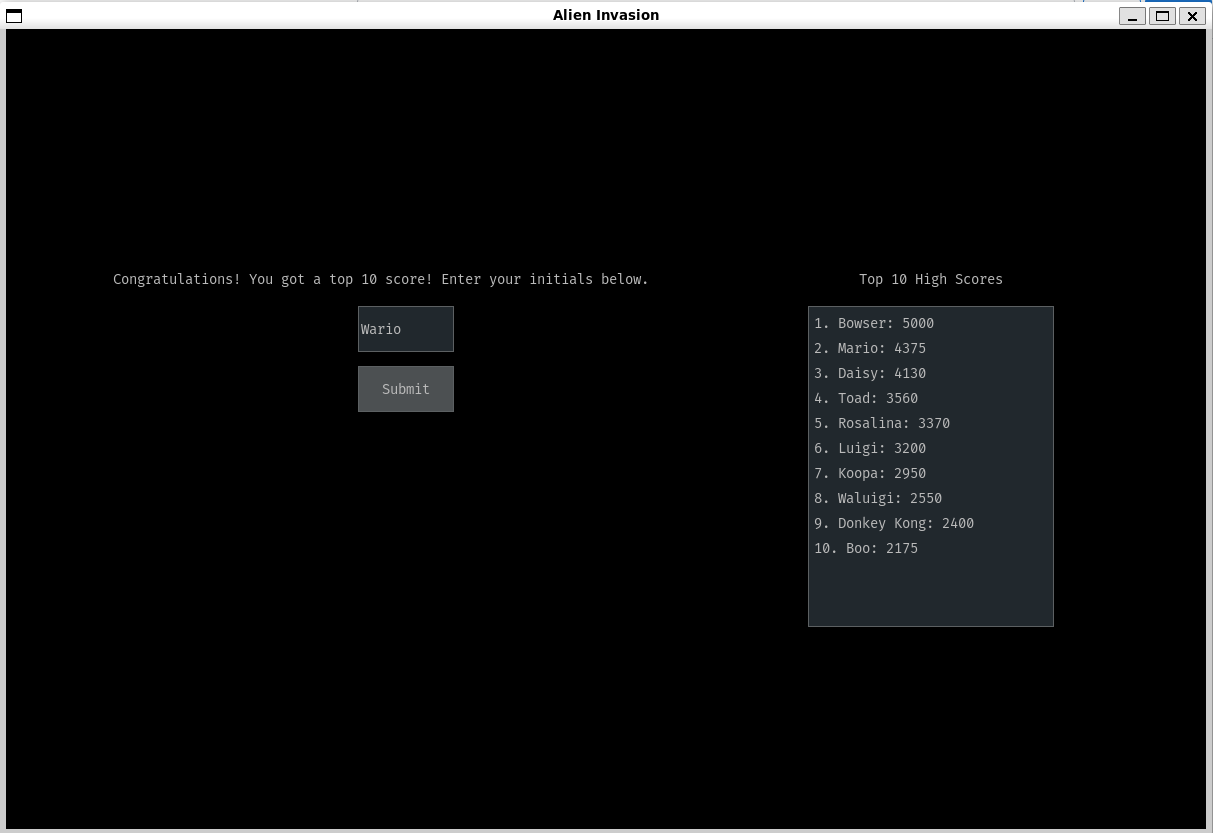 Alien Invasion
Congratulations! You got a top 10 score! Enter your initials below.
Wario
Submit
Top 10 High Scores
1. Bowser: 5000
2. Mario: 4375
3. Daisy: 4130
4. Toad: 3560
5. Rosalina: 3370
6. Luigi: 3200
7. Koopa: 2950
8. Waluigi: 2550
9. Donkey Kong: 2400
10. Boo: 2175